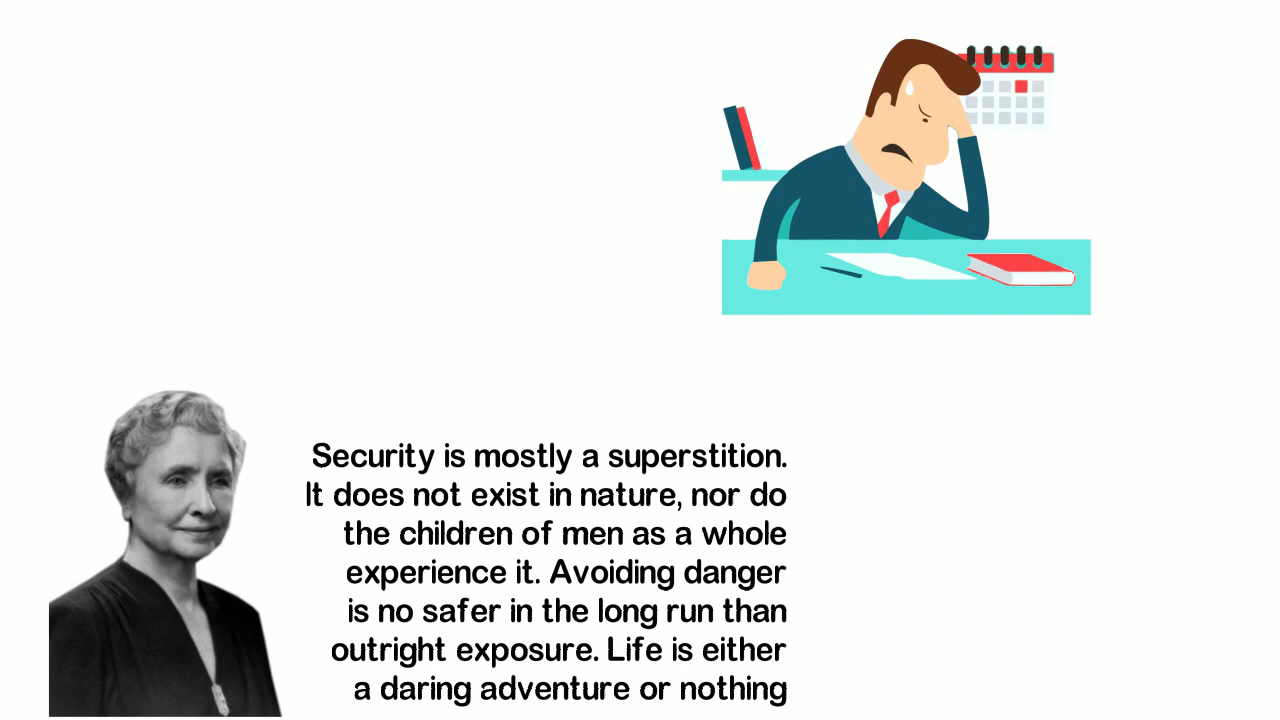 Security is mostly a superstition.
It does not exist in nature, nor do
the children of men as a whole
experience it. Avoiding danger
is no safer in the long run than
outright exposure. Life is either
a daring adventure or nothing